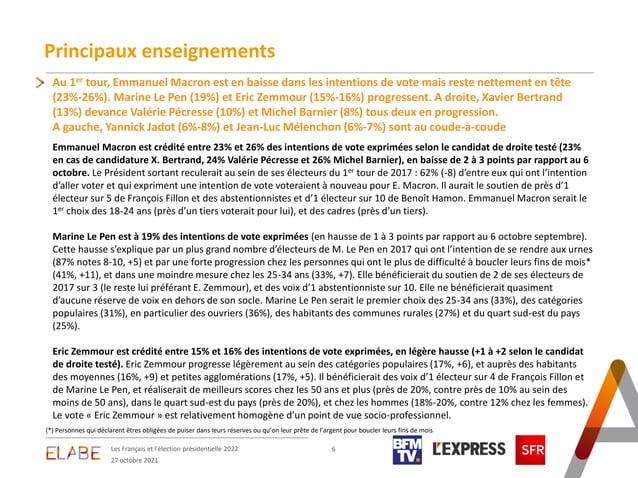 Principaux enseignements
Au 1er tour, Emmanuel Macron est en baisse dans les intentions de vote mais reste nettement en tête
(23%-26%). Marine Le Pen (19%) et Eric Zemmour (15%-16%) progressent. A droite, Xavier Bertrand
(13%) devance Valérie Pécresse (10%) et Michel Barnier (8%) tous deux en progression.
A gauche, Yannick Jadot (6%-8%) et Jean-Luc Mélenchon (6%-7%) sont au coude-à-coude
Emmanuel Macron est crédité entre 23% et 26% des intentions de vote exprimées selon le candidat de droite testé (23%
en cas de candidature X. Bertrand, 24% Valérie Pécresse et 26% Michel Barnier), en baisse de 2 à 3 points par rapport au 6
octobre. Le Président sortant reculerait au sein de ses électeurs du 1er tour de 2017 : 62% (-8) d’entre eux qui ont l’intention
d’aller voter et qui expriment une intention de vote voteraient à nouveau pour E. Macron. Il aurait le soutien de près d’1
électeur sur 5 de François Fillon et des abstentionnistes et d’1 électeur sur 10 de Benoît Hamon. Emmanuel Macron serait le
1er choix des 18-24 ans (près d’un tiers voterait pour lui), et des cadres (près d’un tiers).
Marine Le Pen est à 19% des intentions de vote exprimées (en hausse de 1 à 3 points par rapport au 6 octobre septembre).
Cette hausse s’explique par un plus grand nombre d’électeurs de M. Le Pen en 2017 qui ont l’intention de se rendre aux urnes
(87% notes 8-10, +5) et par une forte progression chez les personnes qui ont le plus de difficulté à boucler leurs fins de mois*
(41%, +11), et dans une moindre mesure chez les 25-34 ans (33%, +7). Elle bénéficierait du soutien de 2 de ses électeurs de
2017 sur 3 (le reste lui préférant E. Zemmour), et des voix d’1 abstentionniste sur 10. Elle ne bénéficierait quasiment
d’aucune réserve de voix en dehors de son socle. Marine Le Pen serait le premier choix des 25-34 ans (33%), des catégories
populaires (31%), en particulier des ouvriers (36%), des habitants des communes rurales (27%) et du quart sud-est du pays
(25%).
Eric Zemmour est crédité entre 15% et 16% des intentions de vote exprimées, en légère hausse (+1 à +2 selon le candidat
de droite testé). Eric Zemmour progresse légèrement au sein des catégories populaires (17%, +6), et auprès des habitants
des moyennes (16%, +9) et petites agglomérations (17%, +5). Il bénéficierait des voix d’1 électeur sur 4 de François Fillon et
de Marine Le Pen, et réaliserait de meilleurs scores chez les 50 ans et plus (près de 20%, contre près de 10% au sein des
moins de 50 ans), dans le quart sud-est du pays (près de 20%), et chez les hommes (18%-20%, contre 12% chez les femmes).
Le vote « Eric Zemmour » est relativement homogène d’un point de vue socio-professionnel.
(*) Personnes qui déclarent êtres obligées de puiser dans leurs réserves ou qu’on leur prête de l’argent pour boucler leurs fins de mois
ELABE
Les Français et l’élection présidentielle 2022
27 octobre 2021
6
BFM
TV.
L'EXPRESS
SFR